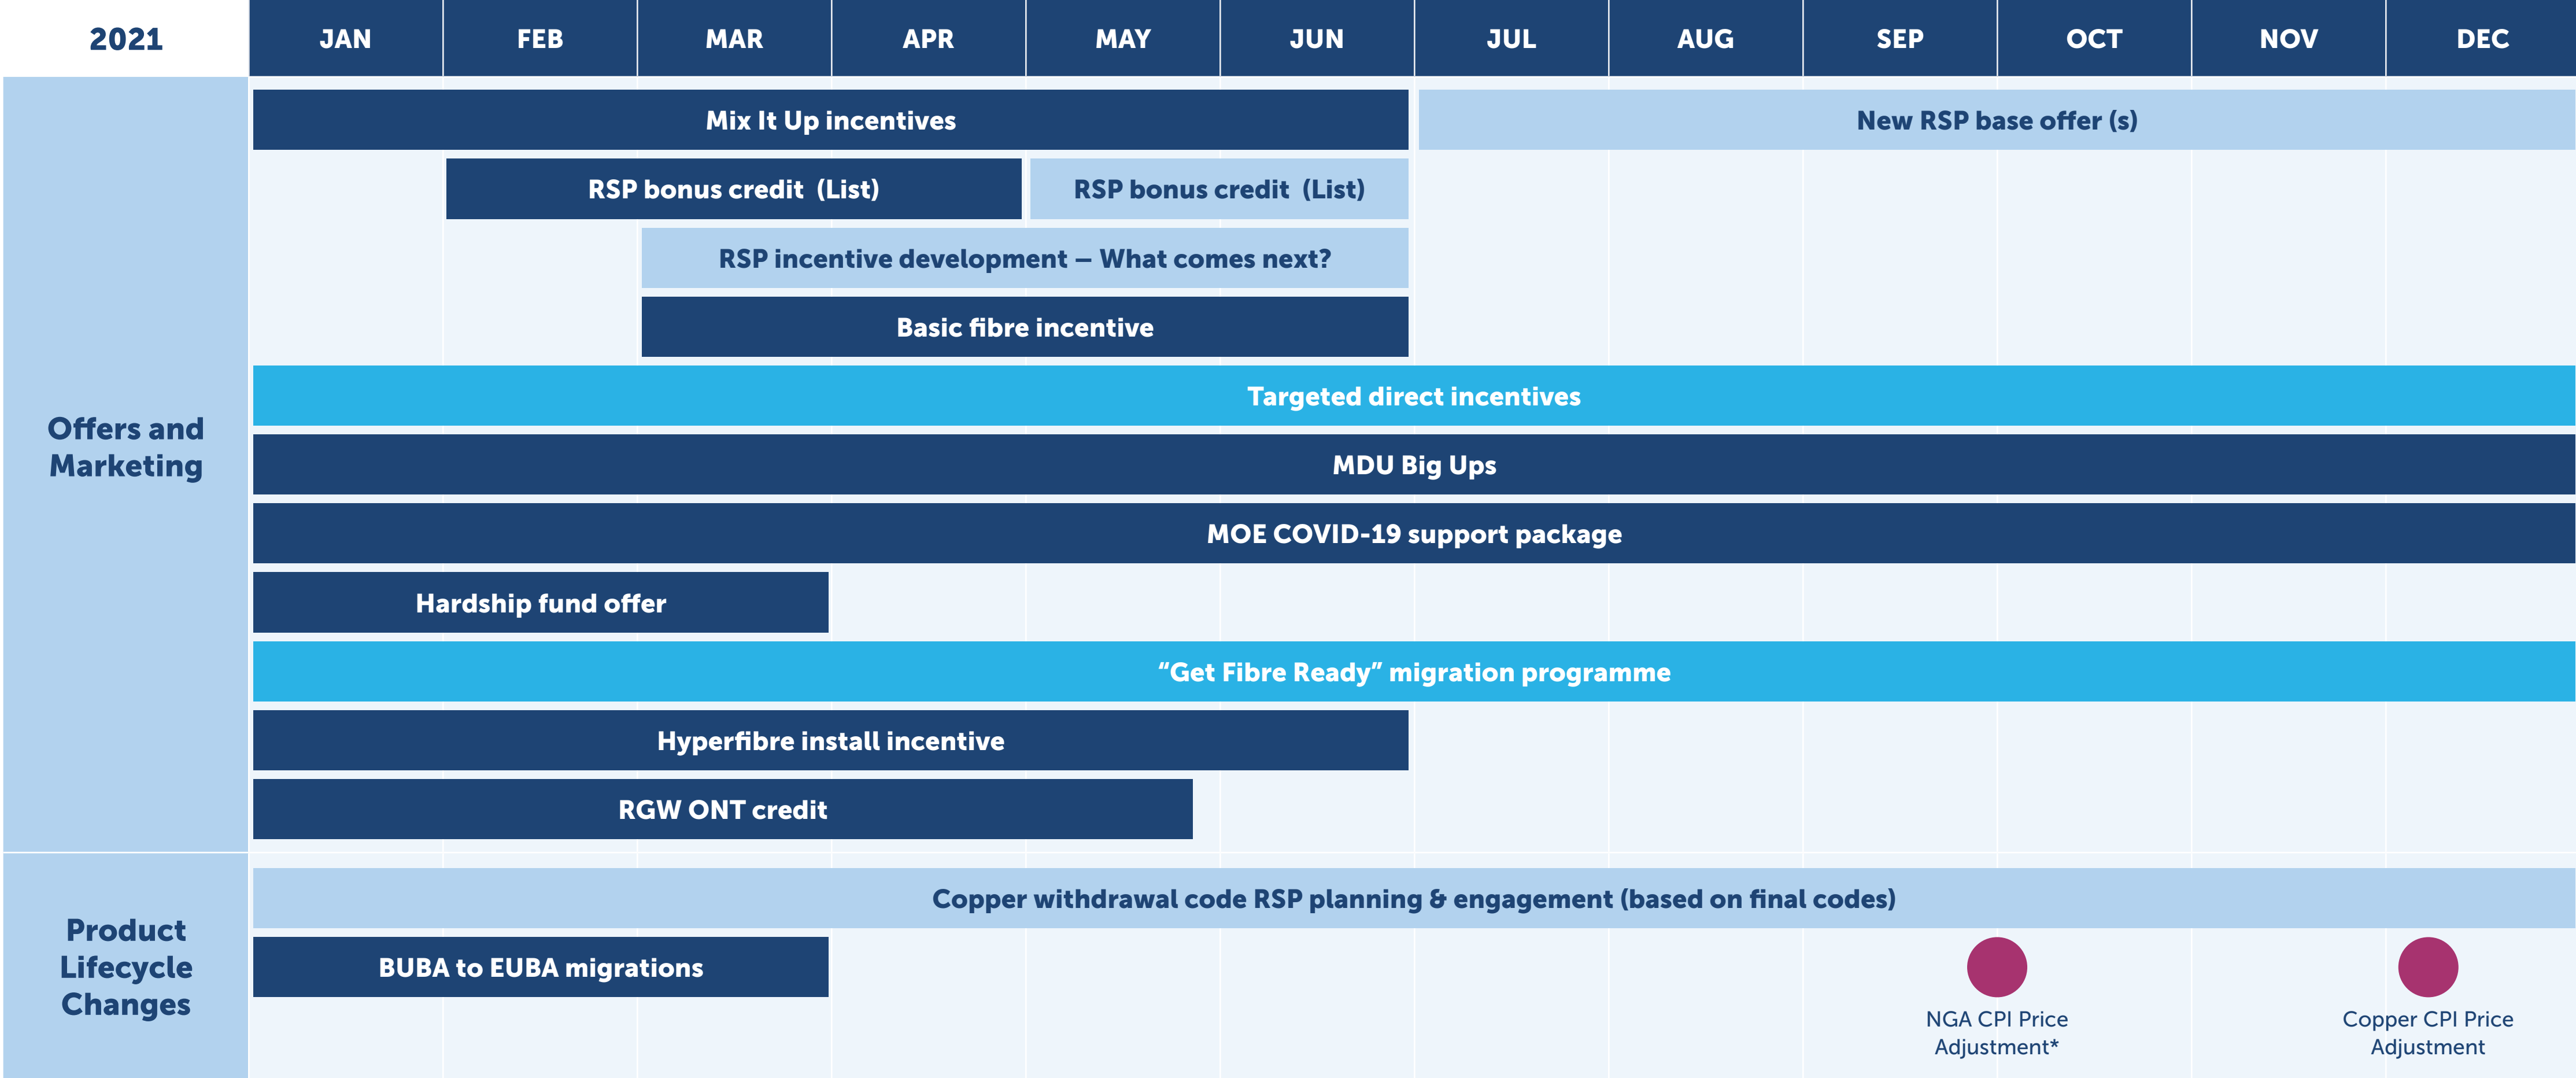 2021
JAN
FEB
MAR
APR
MAY
JUN
JUL
AUG
SEP
OCT
NOV
DEC
Offers and
Marketing
Mix It Up incentives
New RSP base offer (s)
RSP bonus credit  (List)
RSP bonus credit  (List)
RSP incentive development – What comes next?
Basic fibre incentive
Targeted direct incentives
MDU Big Ups
MOE COVID-19 support package
Hardship fund offer
“Get Fibre Ready” migration programme
Hyperfibre install incentive
RGW ONT credit
Product
Lifecycle
Changes
Copper withdrawal code RSP planning & engagement (based on final codes)
BUBA to EUBA migrations
NGA CPI Price
Adjustment*
Copper CPI Price
Adjustment